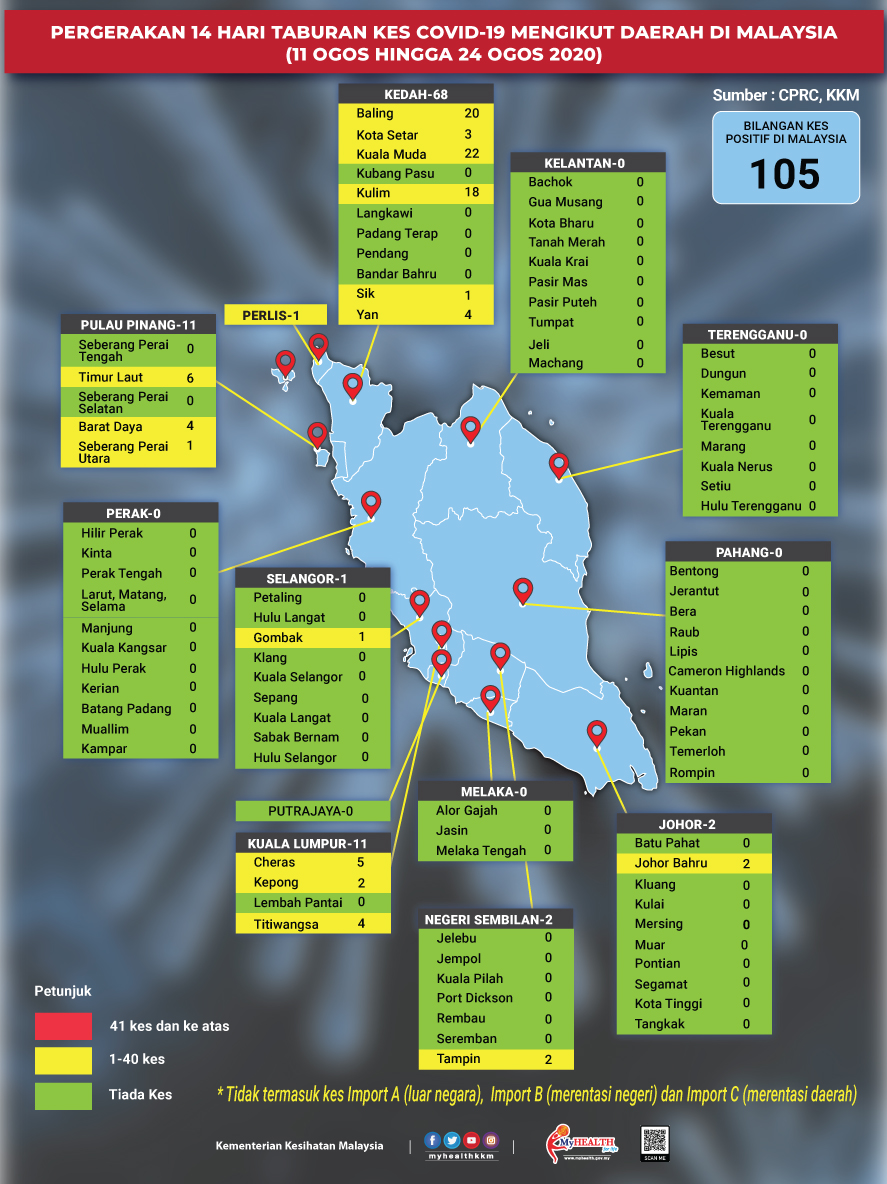 PERGERAKAN 14 HARI TABURAN KES COVID-19 MENGIKUT DAERAH DI MALAYSIA
(11 OGOS HINGGA 24 OGOS 2020)
Sumber : CPRC, KKM
BILANGAN KES
POSITIF DI MALAYSIA
105
KEDAH-68
Baling 20
Kota Setar 3
Kuala Muda 22
Kubang Pasu 0
Kulim 18
Langkawi 0
Padang Terap 0
Pendang 0
Bandar Bahru 0
Sik 1
Yan 4
KELANTAN-0
Bachok 0
Gua Musang 0
Kota Bharu 0
Tanah Merah 0
Kuala Krai 0
Pasir Mas 0
Pasir Puteh 0
Tumpat 0
Jeli 0
Machang 0
PERLIS-1
PULAU PINANG-11
Seberang Perai
Tengah 0
Timur Laut 6
Seberang Perai
Selatan 0
Barat Daya 4
Seberang Perai
Utara 1
TERENGGANU-0
Besut 0
Dungun 0
Kemaman 0
Kuala
Terengganu 0
Marang 0
Kuala Nerus 0
Setiu 0
Hulu Terengganu 0
PERAK-0
Hilir Perak 0
Kinta 0
Perak Tengah 0
Larut, Matang,
Selama 0
Manjung 0
Kuala Kangsar 0
Hulu Perak 0
Kerian 0
Batang Padang 0
Muallim 0
Kampar 0
SELANGOR-1
Petaling 0
Hulu Langat 0
Gombak 1
Klang 0
Kuala Selangor 0
Sepang 0
Kuala Langat 0
Sabak Bernam 0
Hulu Selangor 0
PAHANG-0
Bentong 0
Jerantut 0
Bera 0
Raub 0
Lipis 0
Cameron Highlands 0
Kuantan 0
Maran 0
Pekan 0
Temerloh 0
Rompin 0
PUTRAJAYA-0
KUALA LUMPUR-11
Cheras 5
Kepong 2
Lembah Pantai 0
Titiwangsa 4
MELAKA-0
Alor Gajah 0
Jasin 0
Melaka Tengah 0
NEGERI SEMBILAN-2
Jelebu 0
Jempol 0
Kuala Pilah 0
Port Dickson 0
Rembau 0
Seremban 0
Tampin 2
JOHOR-2
Batu Pahat 0
Johor Bahru 2
Kluang 0
Kulai 0
Mersing 0
Muar 0
Pontian 0
Segamat 0
Kota Tinggi 0
Tangkak 0
Petunjuk
41 kes dan ke atas
1-40 kes
Tiada Kes
* Tidak termasuk kes Import A (luar negara), Import B (merentasi negeri) dan Import C (merentasi daerah)
Kementerian Kesihatan Malaysia
myhealthkkm
MyHEALTH
for life
www.myhealth.gov.my
SCAN ME